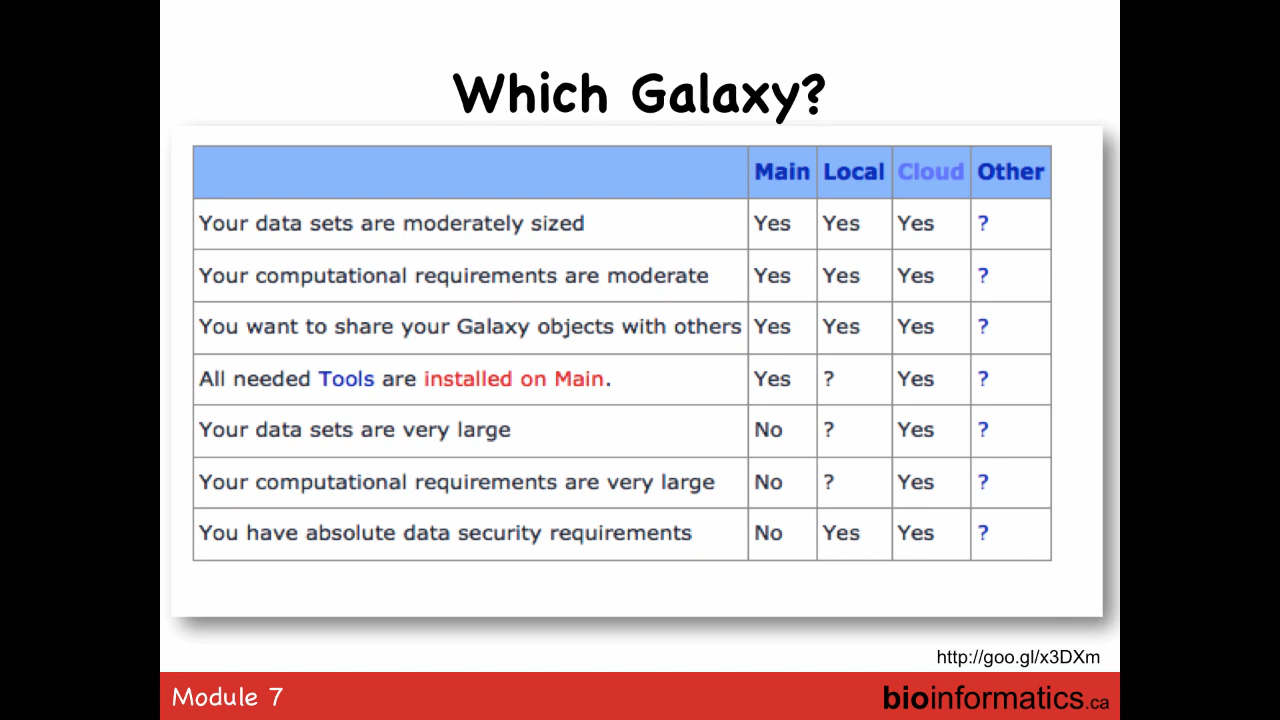 Which Galaxy?
Main Local Cloud Other
Your data sets are moderately sized Yes Yes Yes ?
Your computational requirements are moderate Yes Yes Yes ?
You want to share your Galaxy objects with others Yes Yes Yes ?
All needed Tools are installed on Main. Yes ? Yes ?
Your data sets are very large No ? Yes ?
Your computational requirements are very large No ? Yes ?
You have absolute data security requirements No Yes Yes ?
http://goo.gl/x3DXm
Module 7 bioinformatics.ca